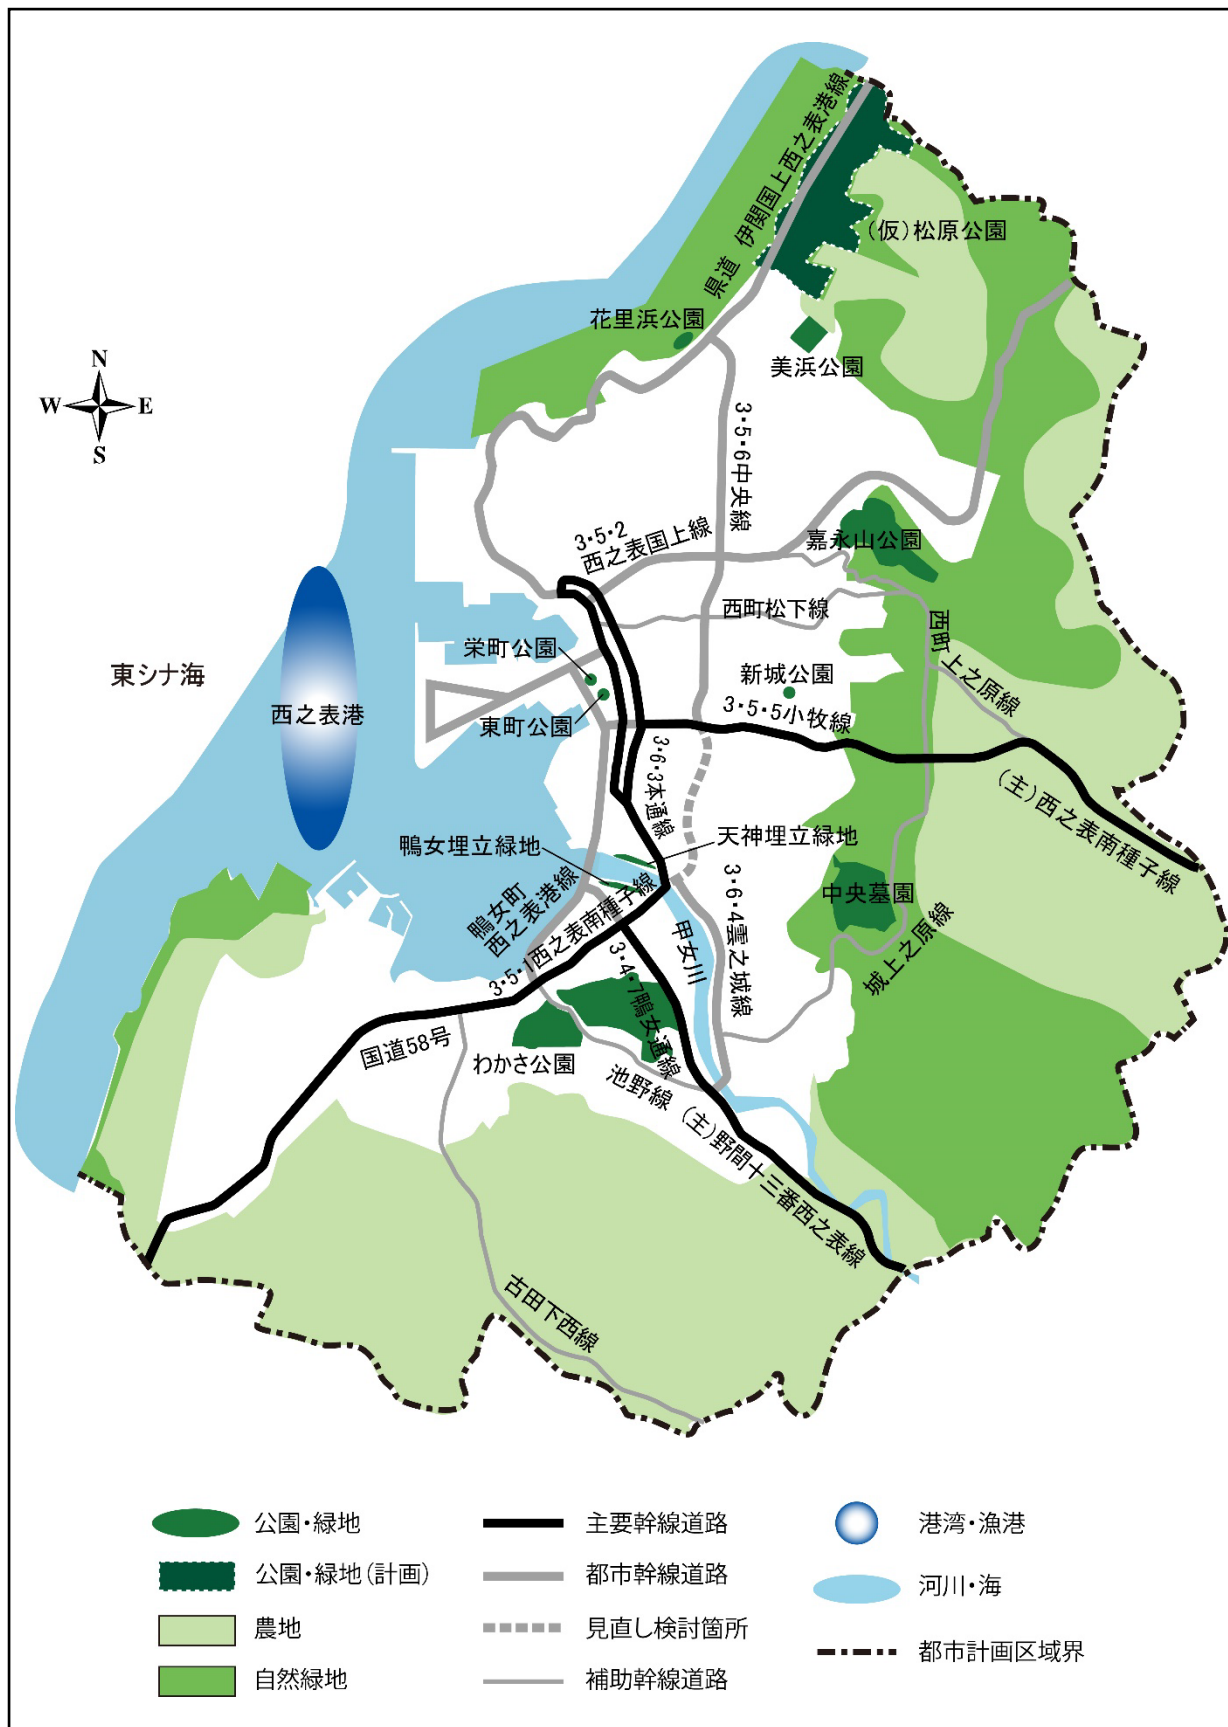 県道 伊関国上西之表港線
(仮)松原公園
花里浜公園
美浜公園
N
W
E
S
3・5・6中央線
3・5・2
西之表国上線
嘉永山公園
西町松下線
西町
上之原線
栄町公園
新城公園
東シナ海
西之表港
東町公園
3・5・5小牧線
3・6・3本通線
(主)西之表南種子線
天神埋立緑地
鴨女埋立緑地
中央墓園
鴨女町
西之表港線
3・5・1西之表南種子線
甲女川
3・6・4雲之城線
城上之原線
3・4・7鴨女通線
国道58号
わかさ公園
池野線
(主)野間十三番西之表線
古田下西線
公園・緑地
主要幹線道路
港湾・漁港
公園・緑地(計画)
都市幹線道路
河川・海
農地
見直し検討箇所
都市計画区域界
自然緑地
補助幹線道路